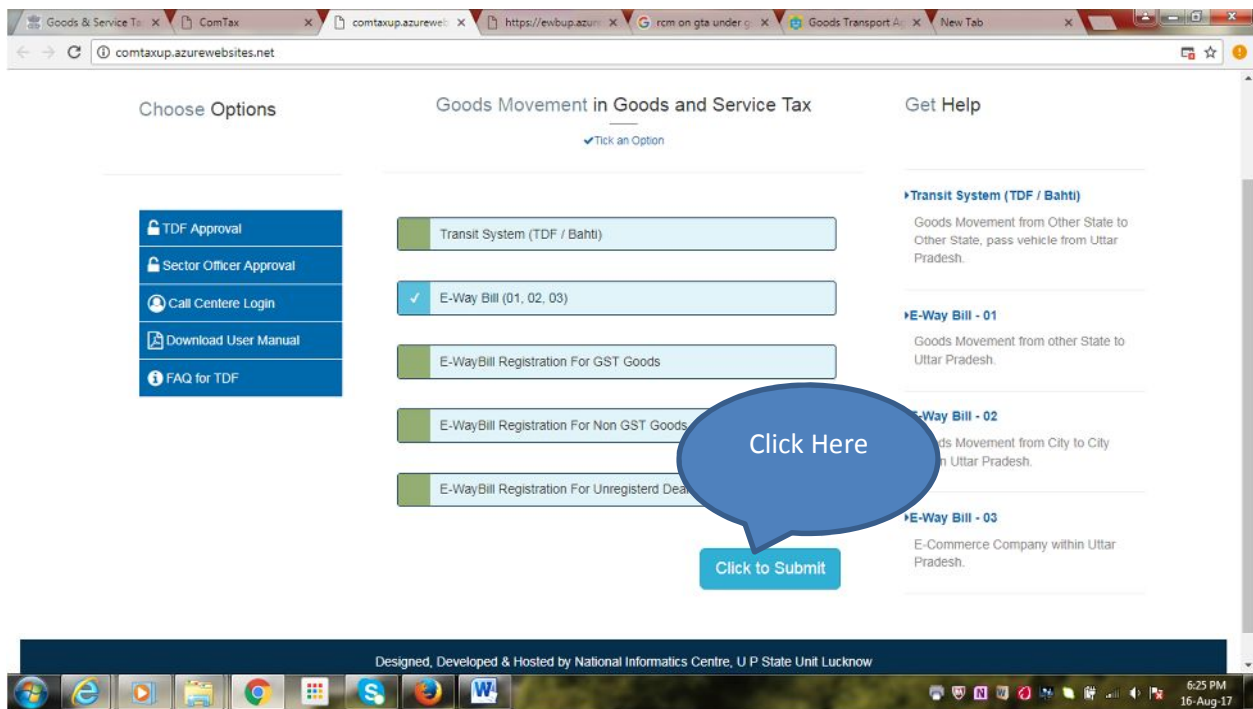 Goods & Service Ta
ComTax
comtaxup.azureweb
https://ewbup.azur
rcm on gta under g
Goods Transport A
New Tab
comtaxup.azurewebsites.net
Choose Options
TDF Approval
Sector Officer Approval
Call Centere Login
Download User Manual
FAQ for TDF
Goods Movement in Goods and Service Tax
Tick an Option
Transit System (TDF / Bahti)
E-Way Bill (01, 02, 03)
E-WayBill Registration For GST Goods
E-WayBill Registration For Non GST Goods
E-WayBill Registration For Unregisterd Dea
Click Here
Click to Submit
Get Help
Transit System (TDF / Bahti)
Goods Movement from Other State to
Other State, pass vehicle from Uttar
Pradesh.
E-Way Bill - 01
Goods Movement from other State to
Uttar Pradesh.
-Way Bill - 02
ds Movement from City to City
n Uttar Pradesh.
E-Way Bill - 03
E-Commerce Company within Uttar
Pradesh.
Designed, Developed & Hosted by National Informatics Centre, U P State Unit Lucknow
6:25 PM
16-Aug-17